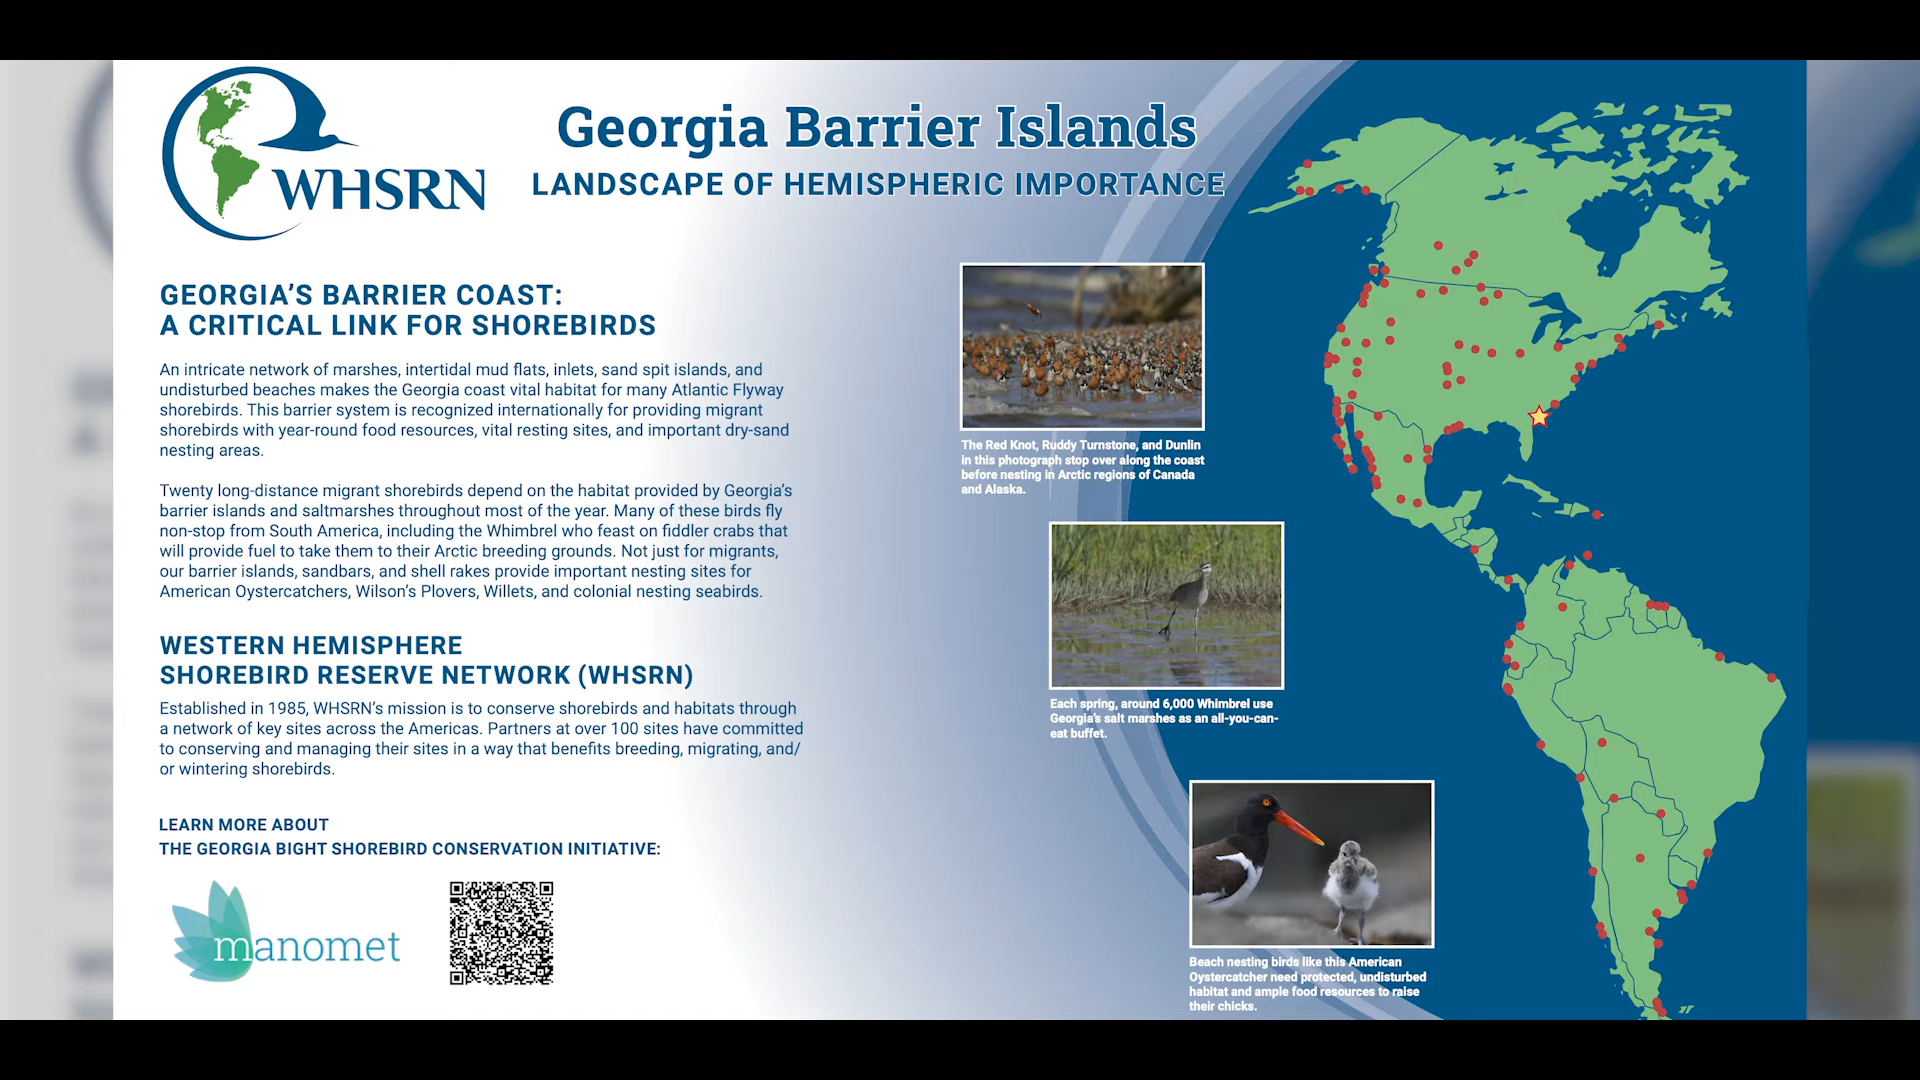 WHSRN
Georgia Barrier Islands
LANDSCAPE OF HEMISPHERIC IMPORTANCE
GEORGIA’S BARRIER COAST:
A CRITICAL LINK FOR SHOREBIRDS
An intricate network of marshes, intertidal mud flats, inlets, sand spit islands, and
undisturbed beaches makes the Georgia coast vital habitat for many Atlantic Flyway
shorebirds. This barrier system is recognized internationally for providing migrant
shorebirds with year-round food resources, vital resting sites, and important dry-sand
nesting areas.
Twenty long-distance migrant shorebirds depend on the habitat provided by Georgia’s
barrier islands and saltmarshes throughout most of the year. Many of these birds fly
non-stop from South America, including the Whimbrel who feast on fiddler crabs that
will provide fuel to take them to their Arctic breeding grounds. Not just for migrants,
our barrier islands, sandbars, and shell rakes provide important nesting sites for
American Oystercatchers, Wilson’s Plovers, Willets, and colonial nesting seabirds.
WESTERN HEMISPHERE
SHOREBIRD RESERVE NETWORK (WHSRN)
Established in 1985, WHSRN’s mission is to conserve shorebirds and habitats through
a network of key sites across the Americas. Partners at over 100 sites have committed
to conserving and managing their sites in a way that benefits breeding, migrating, and/
or wintering shorebirds.
LEARN MORE ABOUT
THE GEORGIA BIGHT SHOREBIRD CONSERVATION INITIATIVE:
manomet
The Red Knot, Ruddy Turnstone, and Dunlin
in this photograph stop over along the coast
before nesting in Arctic regions of Canada
and Alaska.
Each spring, around 6,000 Whimbrel use
Georgia’s salt marshes as an all-you-can-
eat buffet.
Beach nesting birds like this American
Oystercatcher need protected, undisturbed
habitat and ample food resources to raise
their chicks.